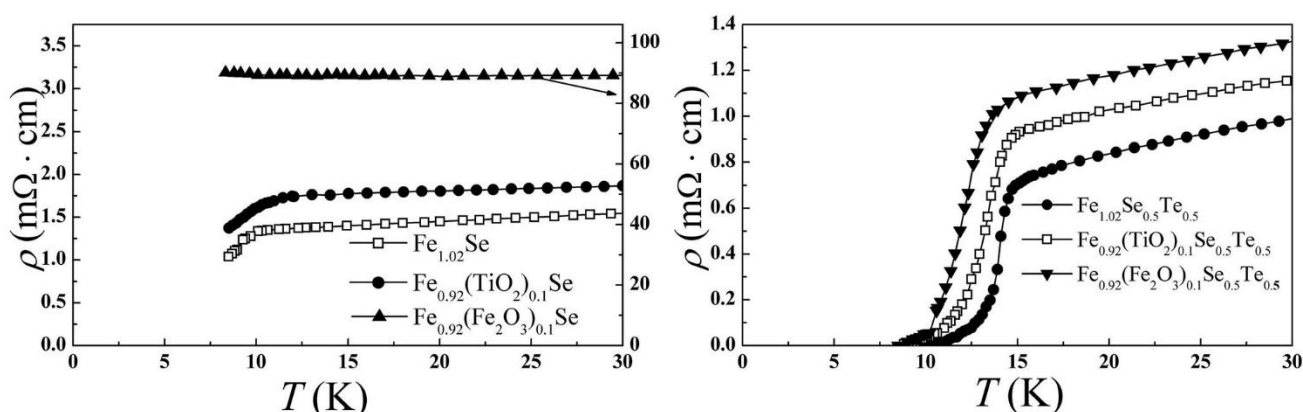 3.5
3.0
2.5
2.0
1.5
1.0
0.5
0.0
ρ (mΩ · cm)
100
80
60
40
20
0
Fe1.02Se
Fe0.92(TiO2)0.1Se
Fe0.92(Fe2O3)0.1Se
0 5 10 15 20 25 30
T (K)
1.4
1.2
1.0
0.8
0.6
0.4
0.2
0.0
ρ (mΩ · cm)
Fe1.02Se0.5Te0.5
Fe0.92(TiO2)0.1Se0.5Te0.5
Fe0.92(Fe2O3)0.1Se0.5Te0.5
0 5 10 15 20 25 30
T (K)